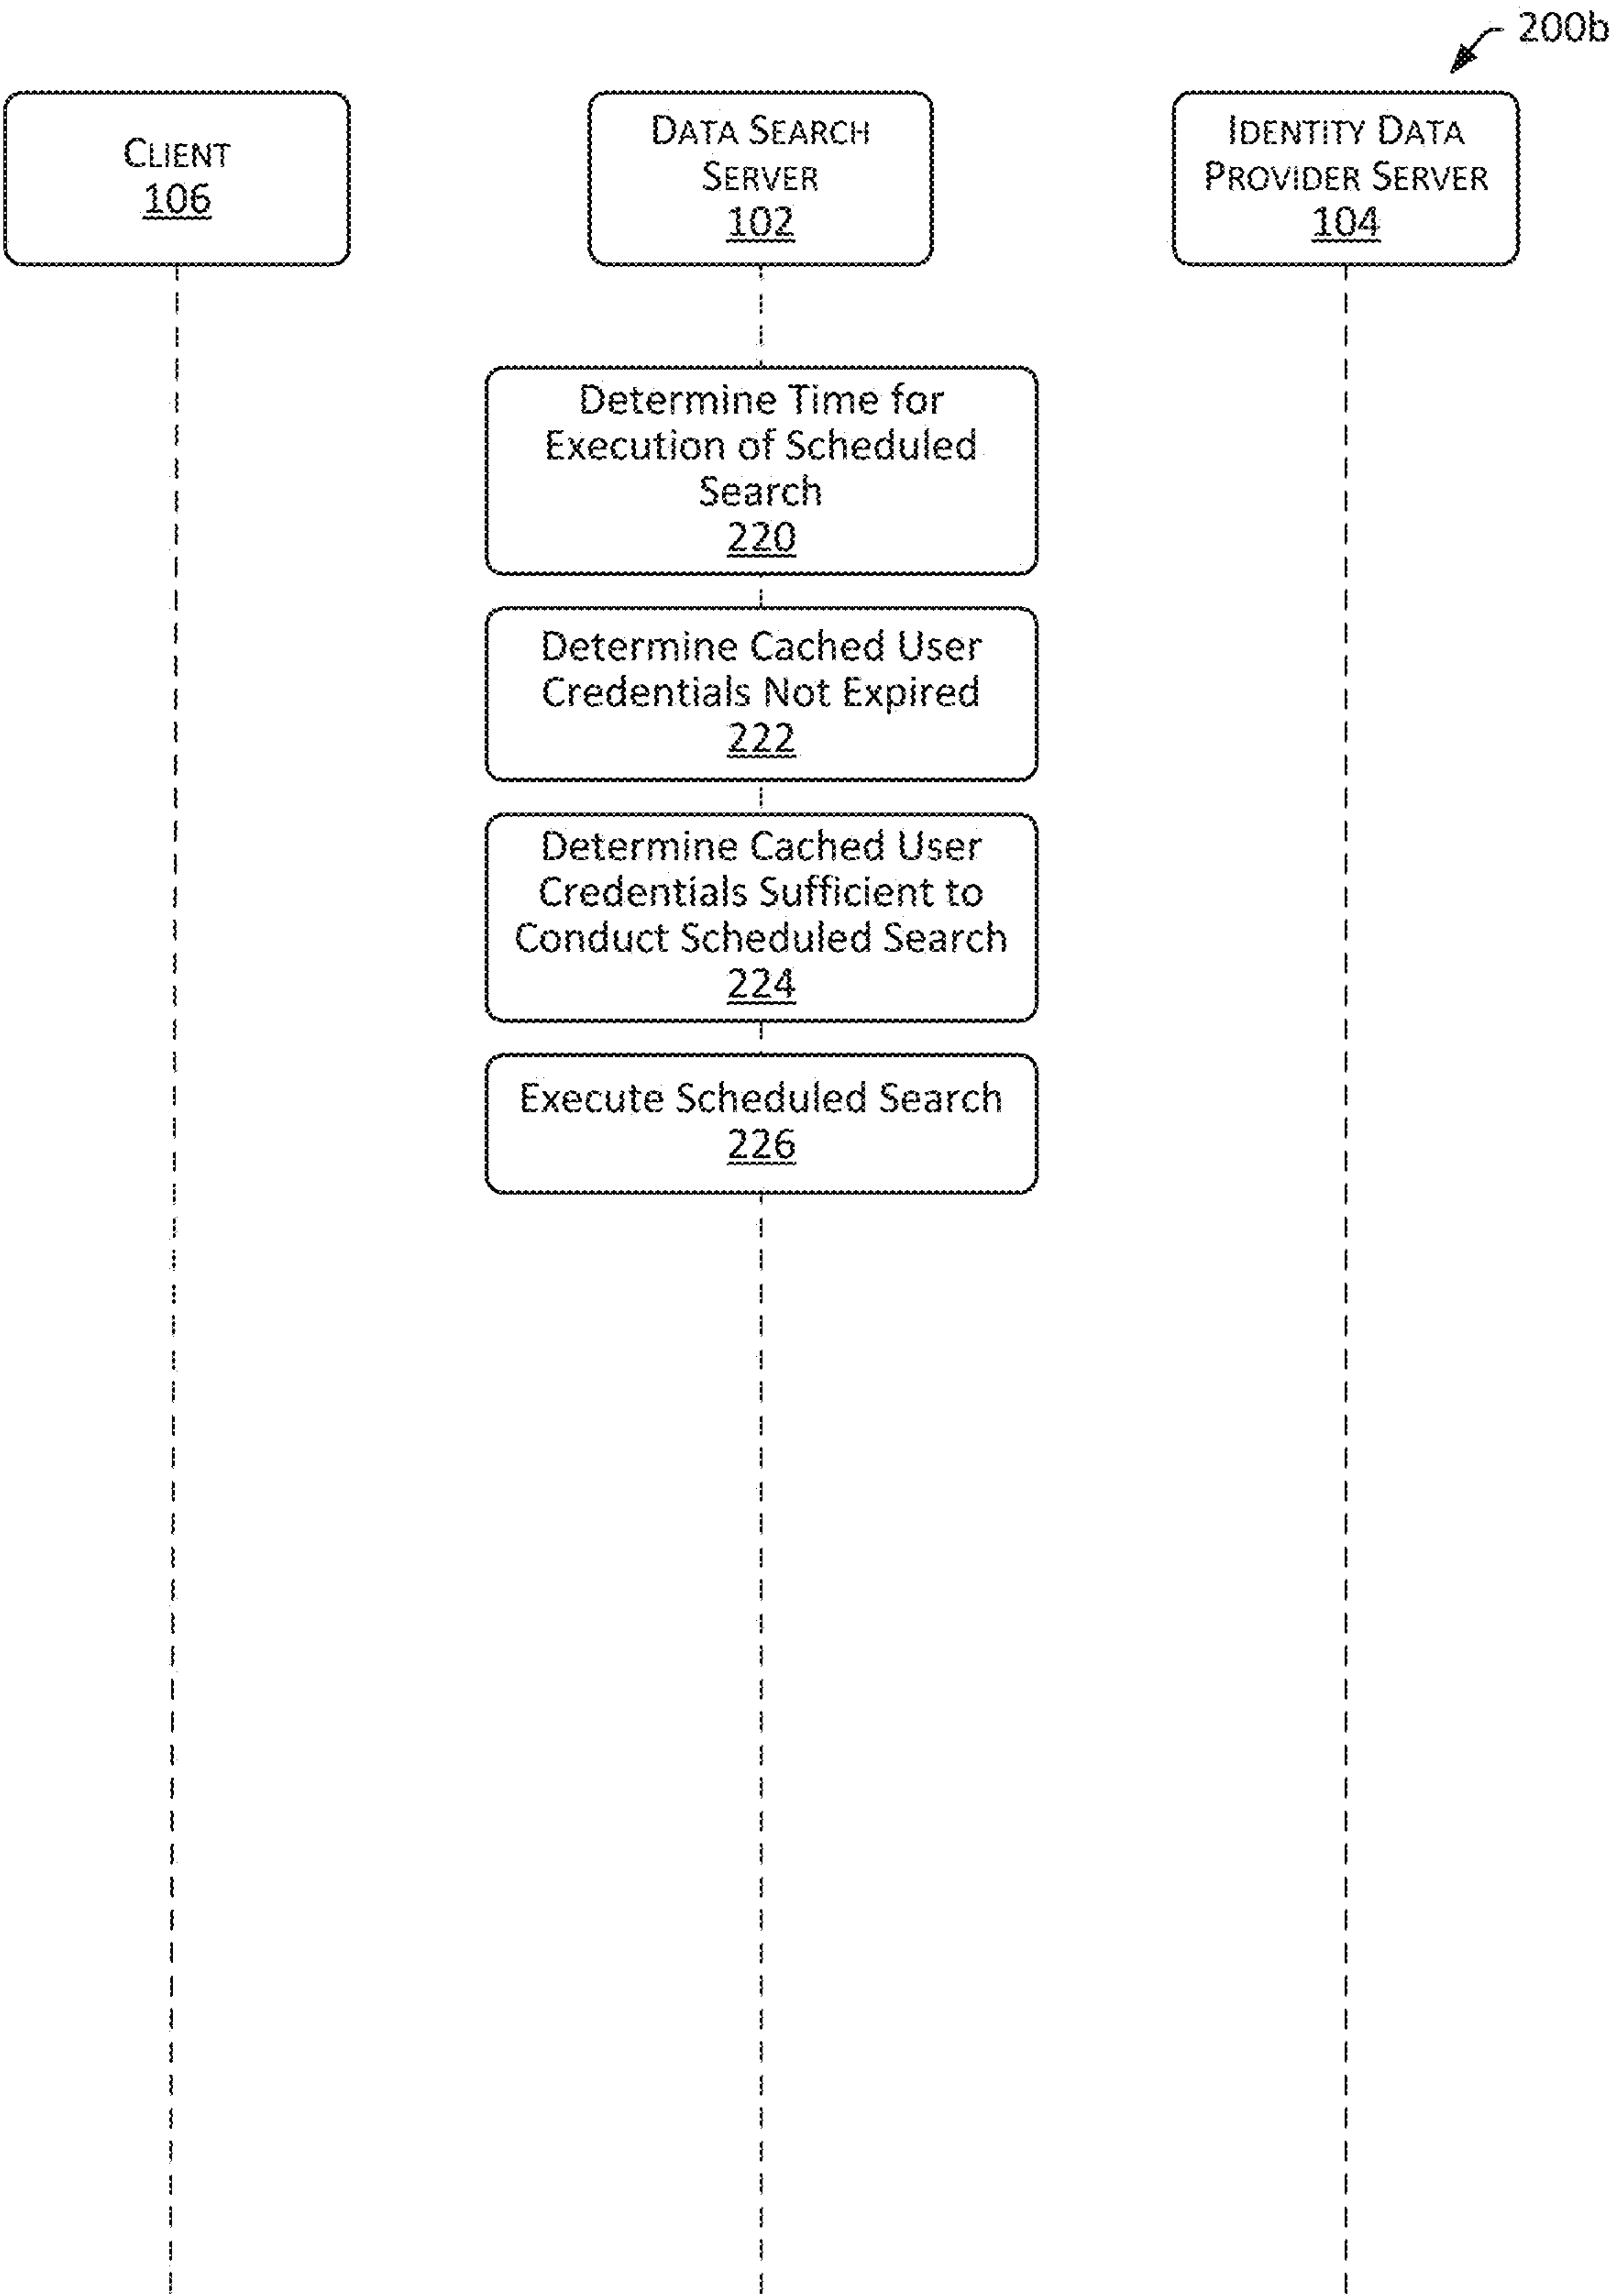 200b
CLIENT
106
DATA SEARCH
SERVER
102
IDENTITY DATA
PROVIDER SERVER
104
Determine Time for
Execution of Scheduled
Search
220
Determine Cached User
Credentials Not Expired
222
Determine Cached User
Credentials Sufficient to
Conduct Scheduled Search
224
Execute Scheduled Search
226